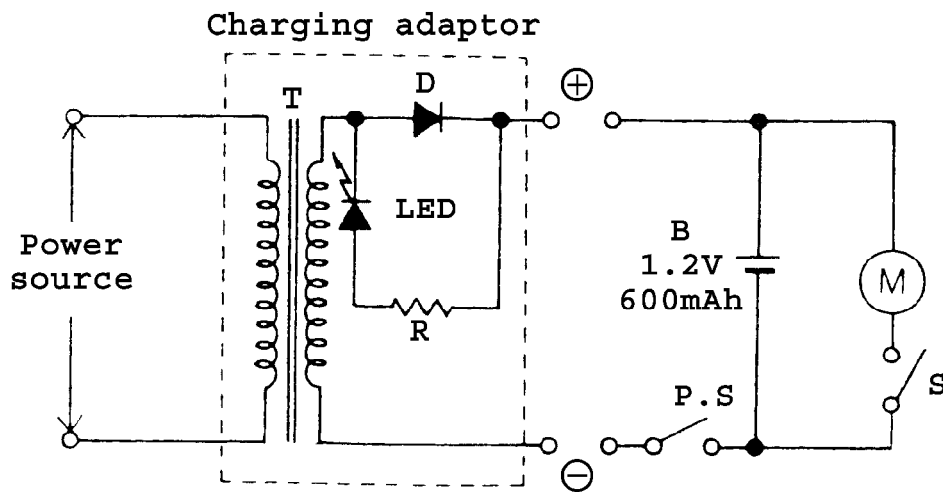 Charging adaptor
T
D
⊕
LED
Power
source
R
B
1.2V
600mAh
M
S
P.S
⊖